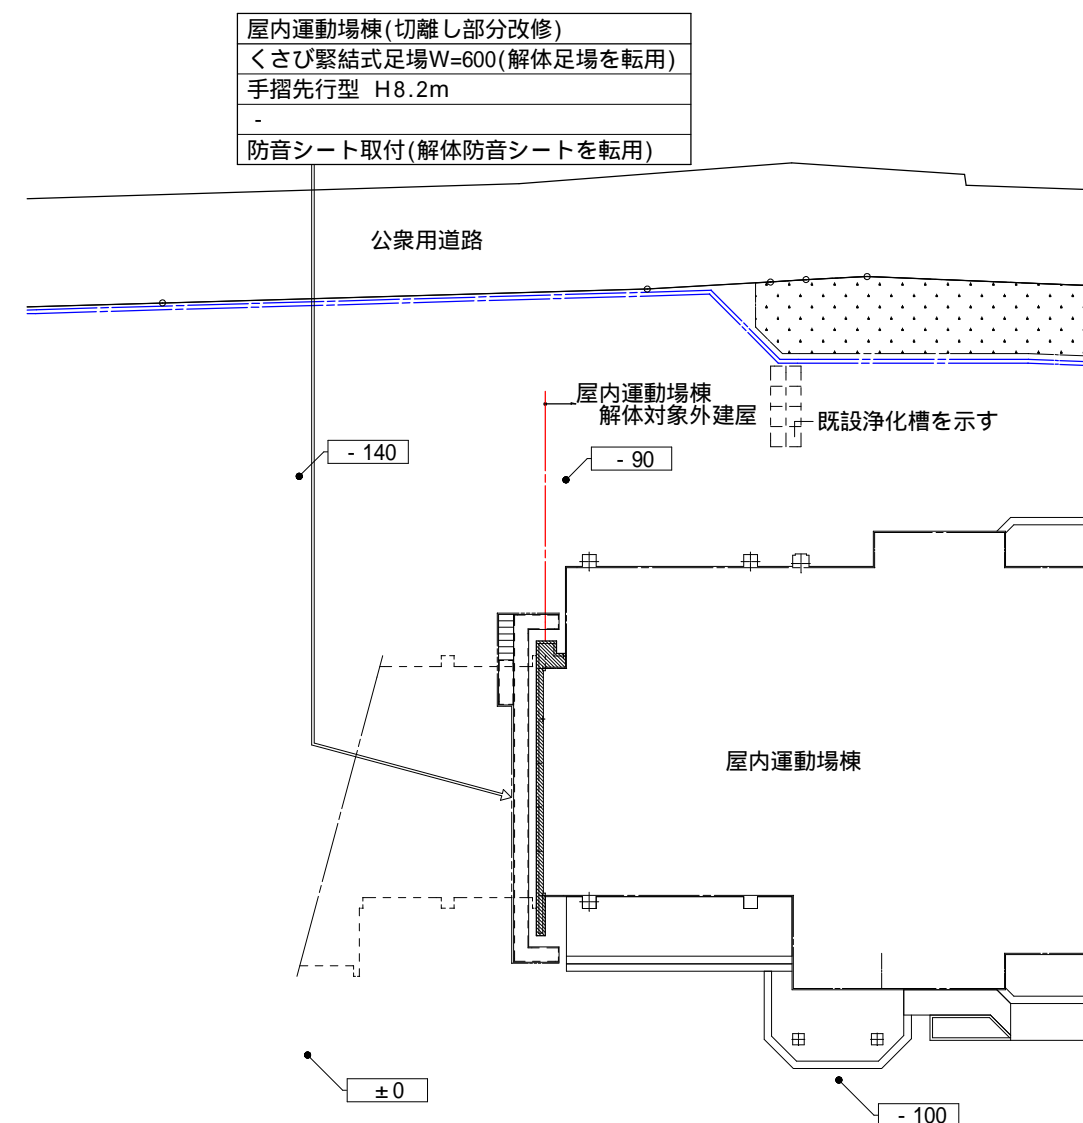 屋内運動場棟(切離し部分改修)
くさび緊結式足場W=600(解体足場を転用)
手摺先行型 H8.2m
-
防音シート取付(解体防音シートを転用)
公衆用道路
屋内運動場棟
解体対象外建屋
既設浄化槽を示す
- 140
- 90
屋内運動場棟
±0
- 100